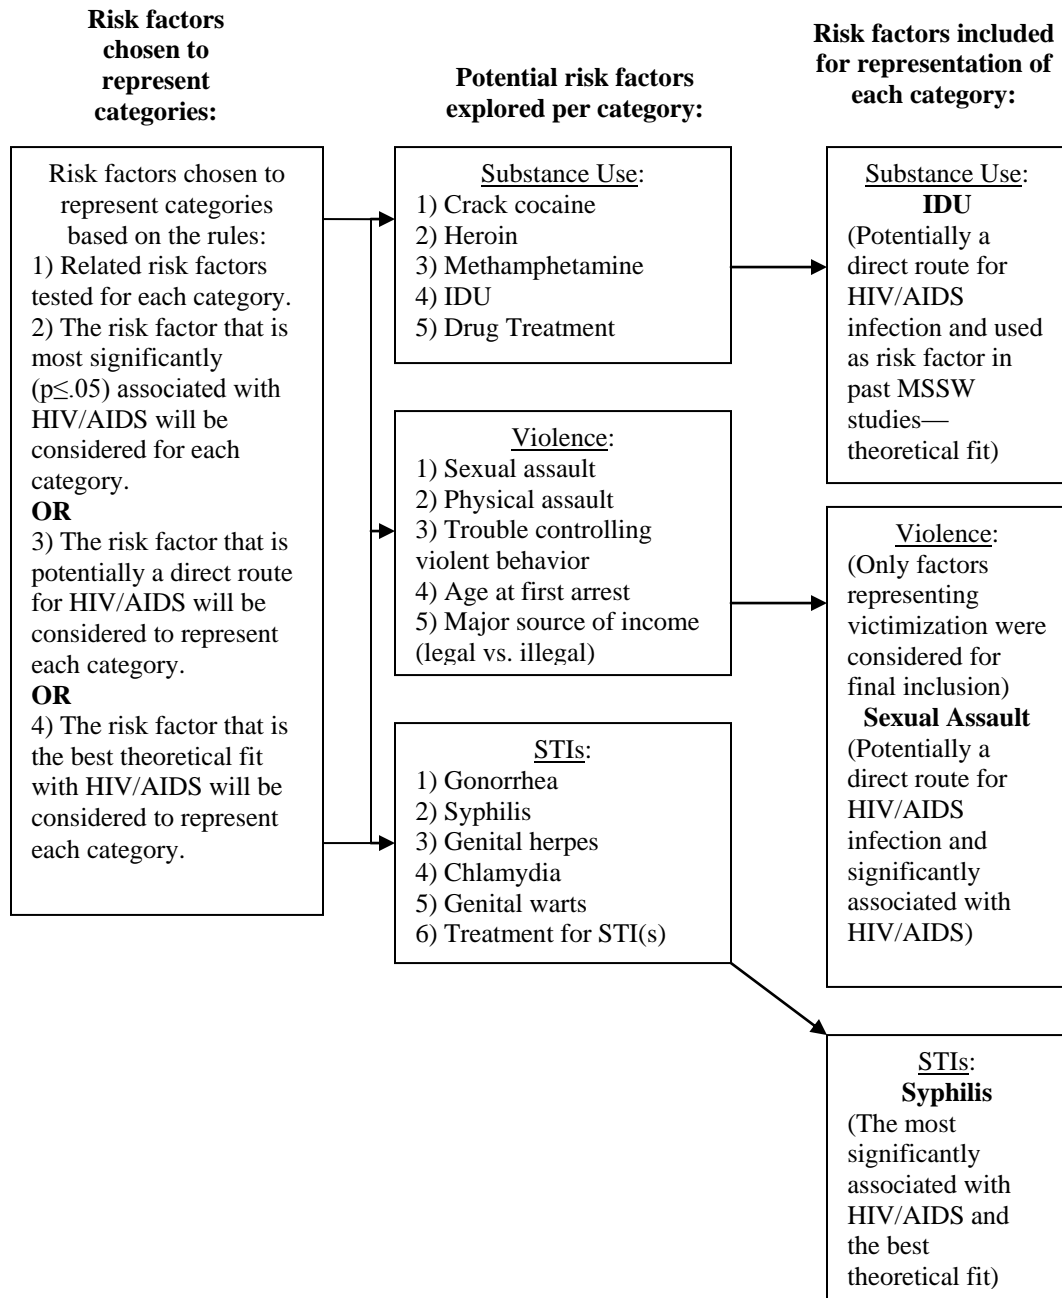 Risk factors
chosen to
represent
categories:
Risk factors chosen to
represent categories
based on the rules:
1) Related risk factors
tested for each category.
2) The risk factor that is
most significantly
(p≤.05) associated with
HIV/AIDS will be
considered for each
category.
OR
3) The risk factor that is
potentially a direct route
for HIV/AIDS will be
considered to represent
each category.
OR
4) The risk factor that is
the best theoretical fit
with HIV/AIDS will be
considered to represent
each category.
Potential risk factors
explored per category:
Substance Use:
1) Crack cocaine
2) Heroin
3) Methamphetamine
4) IDU
5) Drug Treatment
Violence:
1) Sexual assault
2) Physical assault
3) Trouble controlling
violent behavior
4) Age at first arrest
5) Major source of income
(legal vs. illegal)
STIs:
1) Gonorrhea
2) Syphilis
3) Genital herpes
4) Chlamydia
5) Genital warts
6) Treatment for STI(s)
Risk factors included
for representation of
each category:
Substance Use:
IDU
(Potentially a
direct route for
HIV/AIDS
infection and used
as risk factor in
past MSSW
studies—
theoretical fit)
Violence:
(Only factors
representing
victimization were
considered for
final inclusion)
Sexual Assault
(Potentially a
direct route for
HIV/AIDS
infection and
significantly
associated with
HIV/AIDS)
STIs:
Syphilis
(The most
significantly
associated with
HIV/AIDS and
the best
theoretical fit)